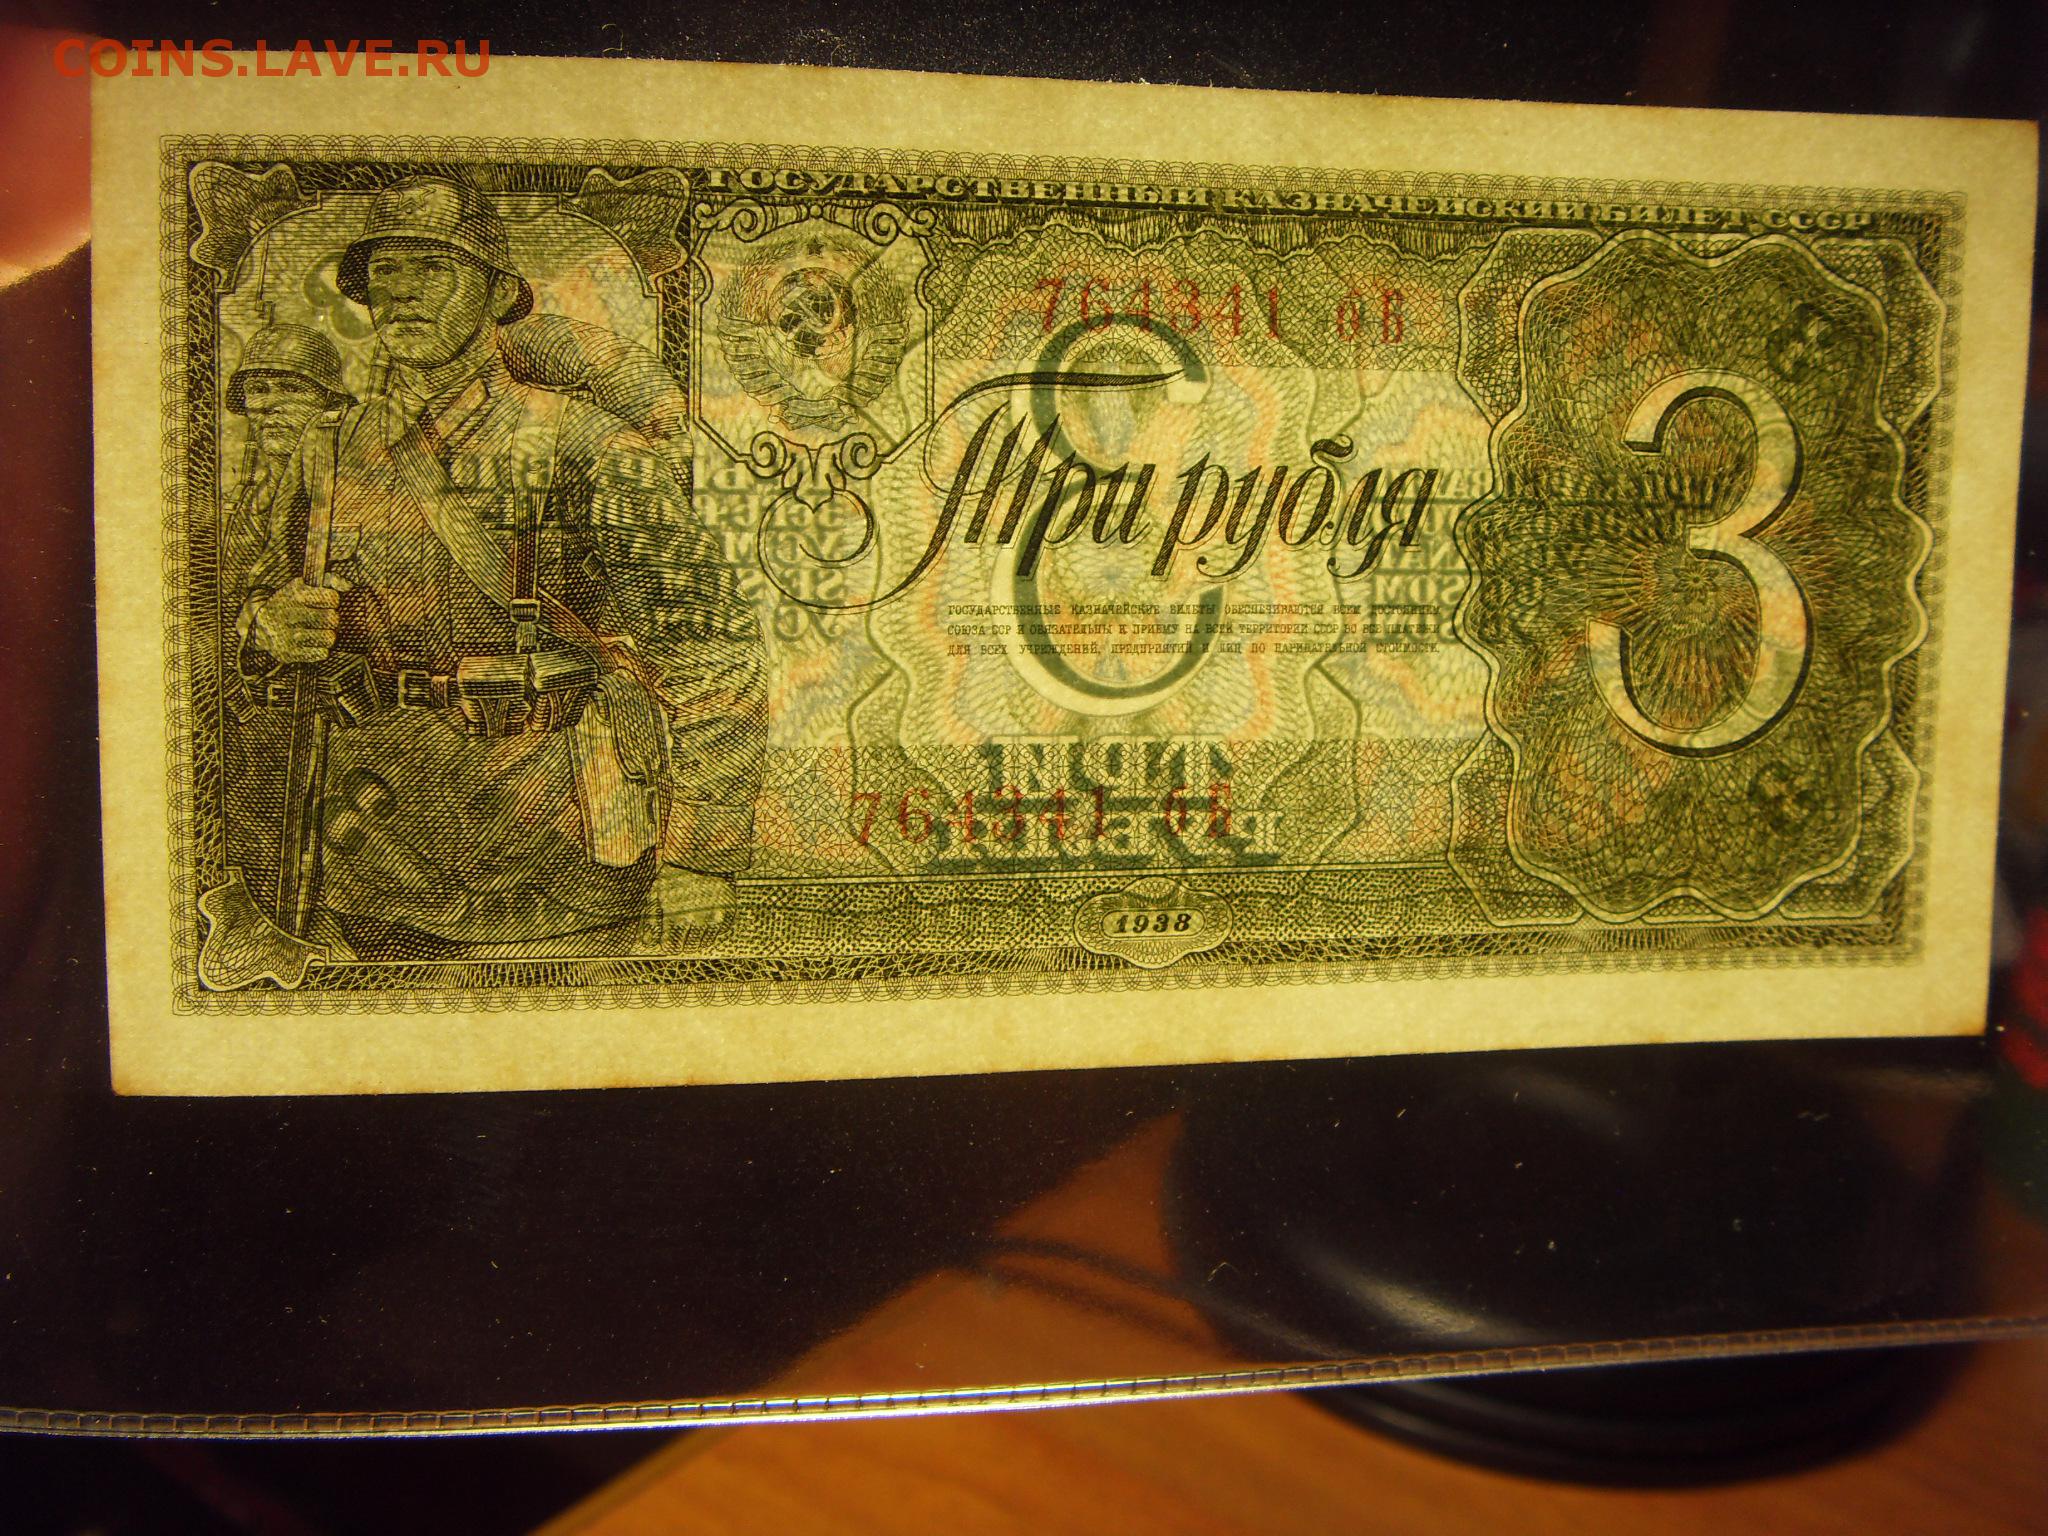 COINS.LAVE.RU
ГОСУДАРСТВЕННЫЙ КАЗНАЧЕЙСКИЙ БИЛЕТ СССР
764341 бБ
Три рубля
3
ГОСУДАРСТВЕННЫЕ КАЗНАЧЕЙСКИЕ БИЛЕТЫ ОБЕСПЕЧИВАЮТСЯ ВСЕМ ДОСТОЯНИЕМ
СОЮЗА ССР И ОБЯЗАТЕЛЬНЫ К ПРИЕМУ НА ВСЕЙ ТЕРРИТОРИИ СССР ВО ВСЕ ПЛАТЕЖИ
ДЛЯ ВСЕХ УЧРЕЖДЕНИЙ, ПРЕДПРИЯТИЙ И ЛИЦ ПО НАРИЦАТЕЛЬНОЙ СТОИМОСТИ.
764341 бБ
1938